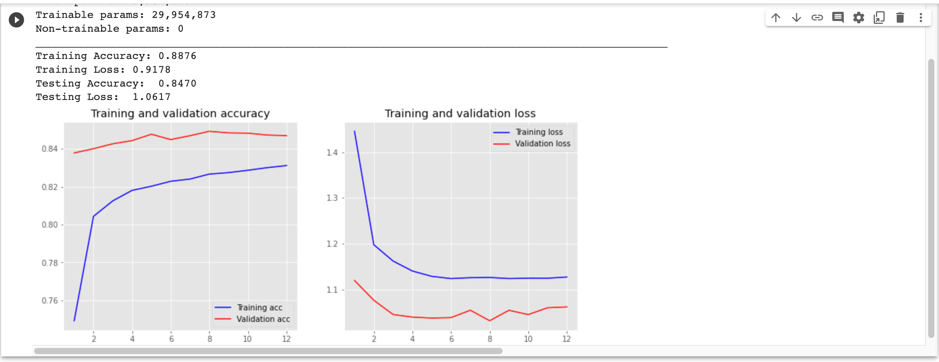 Trainable params: 29,954,873
Non-trainable params: 0
Training Accuracy: 0.8876
Training Loss: 0.9178
Testing Accuracy:  0.8470
Testing Loss:  1.0617
Training and validation accuracy
0.84
0.82
0.80
0.78
0.76
2 4 6 8 10 12
Training acc
Validation acc
Training and validation loss
1.4
1.3
1.2
1.1
2 4 6 8 10 12
Training loss
Validation loss